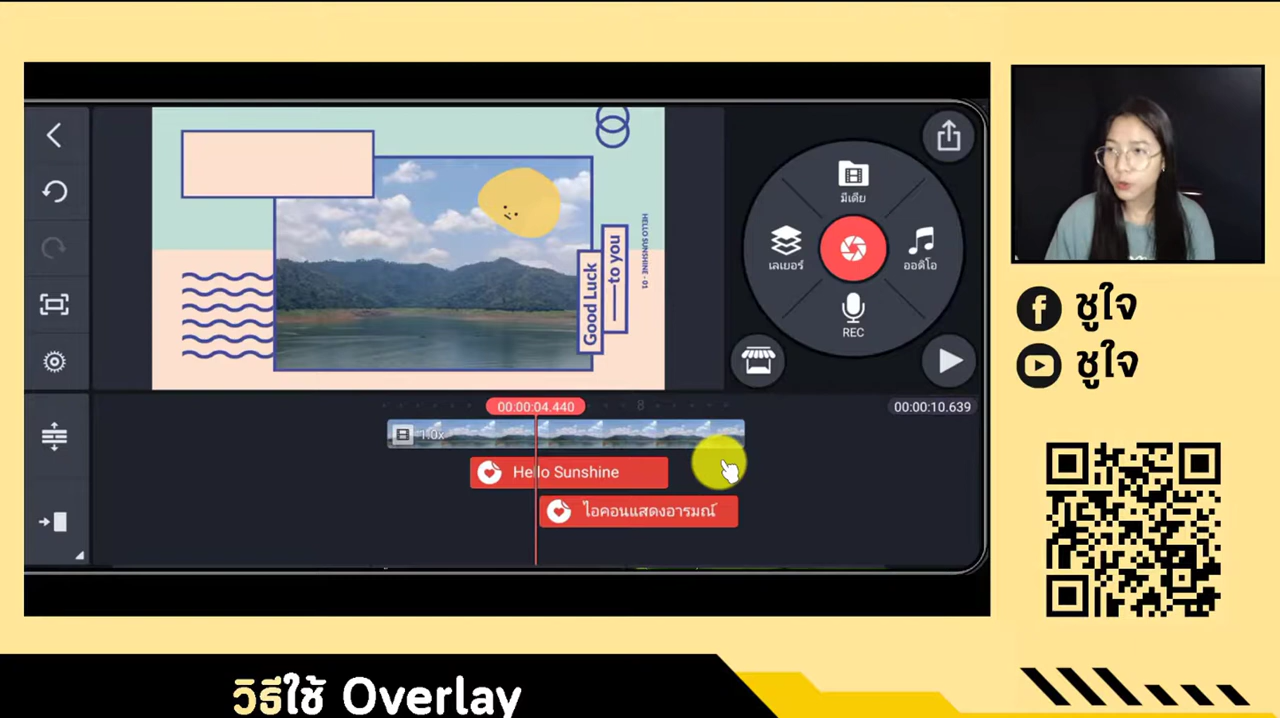 มีเดีย
เลเยอร์
ออดิโอ
REC
Good Luck
to you
HELLO SUNSHINE - 01
00:00:04.440
8
00:00:10.639
1.0x
Hello Sunshine
ไอคอนแสดงอารมณ์
ชูใจ
ชูใจ
วิธีใช้ Overlay